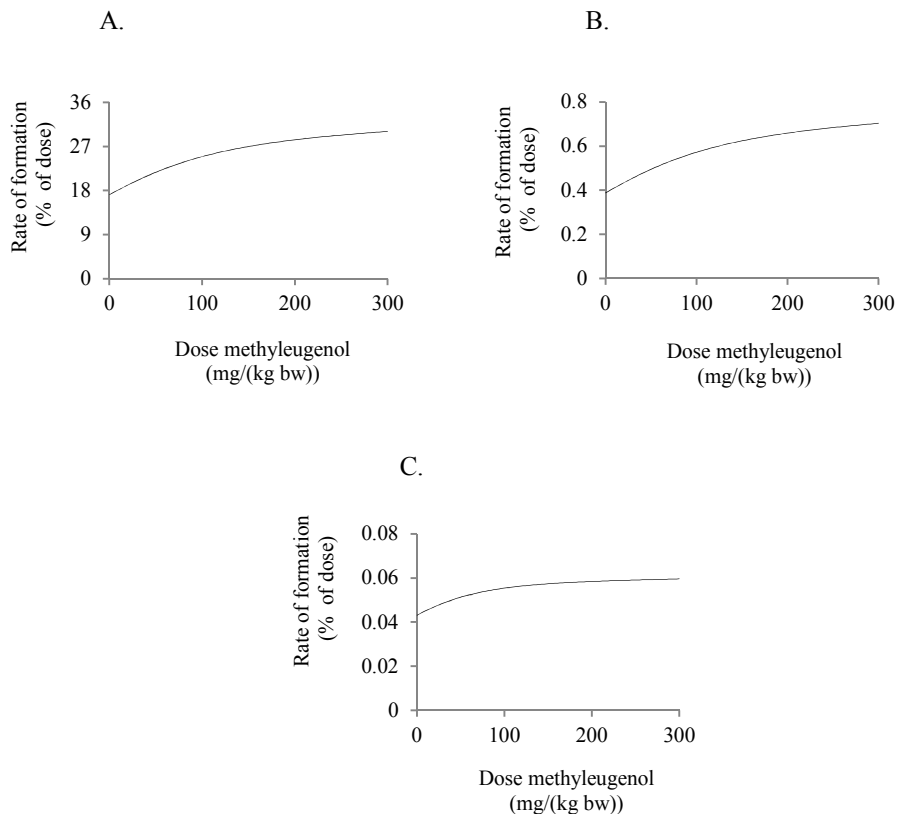 A.
Rate of formation
(% of dose)
36
27
18
9
0
0 100 200 300
Dose methyleugenol
(mg/(kg bw))
B.
Rate of formation
(% of dose)
0.8
0.6
0.4
0.2
0
0 100 200 300
Dose methyleugenol
(mg/(kg bw))
C.
Rate of formation
(% of dose)
0.08
0.06
0.04
0.02
0
0 100 200 300
Dose methyleugenol
(mg/(kg bw))